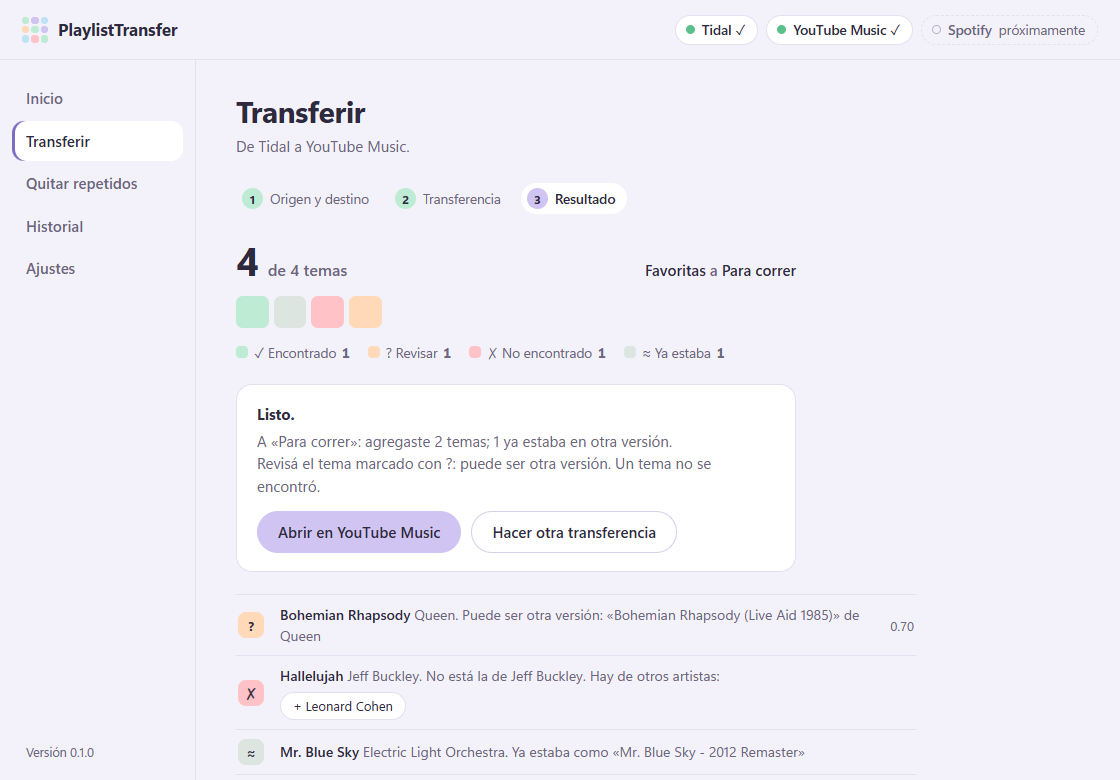 PlaylistTransfer
Tidal ✓
YouTube Music ✓
Spotify próximamente
Inicio
Transferir
Quitar repetidos
Historial
Ajustes
Versión 0.1.0
Transferir
De Tidal a YouTube Music.
1 Origen y destino
2 Transferencia
3 Resultado
4 de 4 temas
Favoritas a Para correr
✓ Encontrado 1
? Revisar 1
✗ No encontrado 1
≈ Ya estaba 1
Listo.
A «Para correr»: agregaste 2 temas; 1 ya estaba en otra versión.
Revisá el tema marcado con ?: puede ser otra versión. Un tema no se
encontró.
Abrir en YouTube Music
Hacer otra transferencia
? Bohemian Rhapsody Queen. Puede ser otra versión: «Bohemian Rhapsody (Live Aid 1985)» de
Queen
0.70
✗ Hallelujah Jeff Buckley. No está la de Jeff Buckley. Hay de otros artistas:
+ Leonard Cohen
≈ Mr. Blue Sky Electric Light Orchestra. Ya estaba como «Mr. Blue Sky - 2012 Remaster»